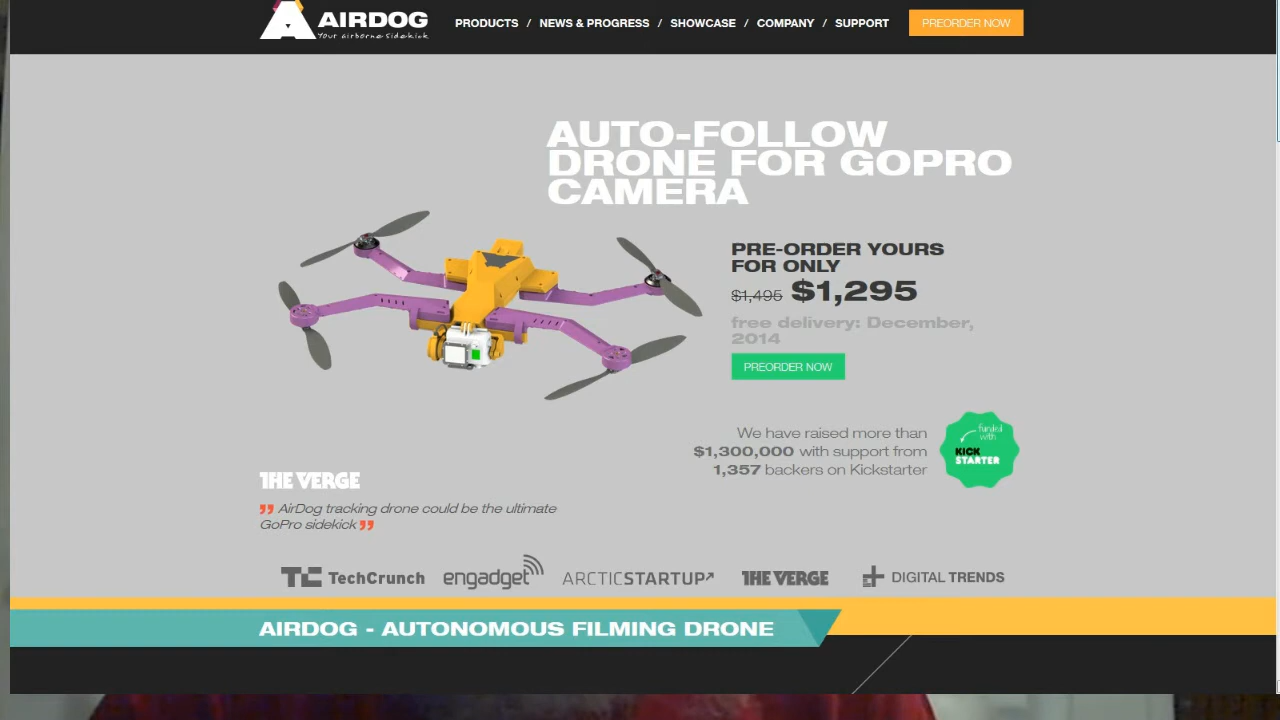 AIRDOG
Your airborne sidekick
PRODUCTS / NEWS & PROGRESS / SHOWCASE / COMPANY / SUPPORT
PREORDER NOW
AUTO-FOLLOW
DRONE FOR GOPRO
CAMERA
PRE-ORDER YOURS
FOR ONLY
$1,495 $1,295
free delivery: December,
2014
PREORDER NOW
We have raised more than
$1,300,000 with support from
1,357 backers on Kickstarter
funded
with
KICK
STARTER
THE VERGE
❞ AirDog tracking drone could be the ultimate
GoPro sidekick ❞
TC TechCrunch
engadget
ARCTICSTARTUP
THE VERGE
DIGITAL TRENDS
AIRDOG - AUTONOMOUS FILMING DRONE